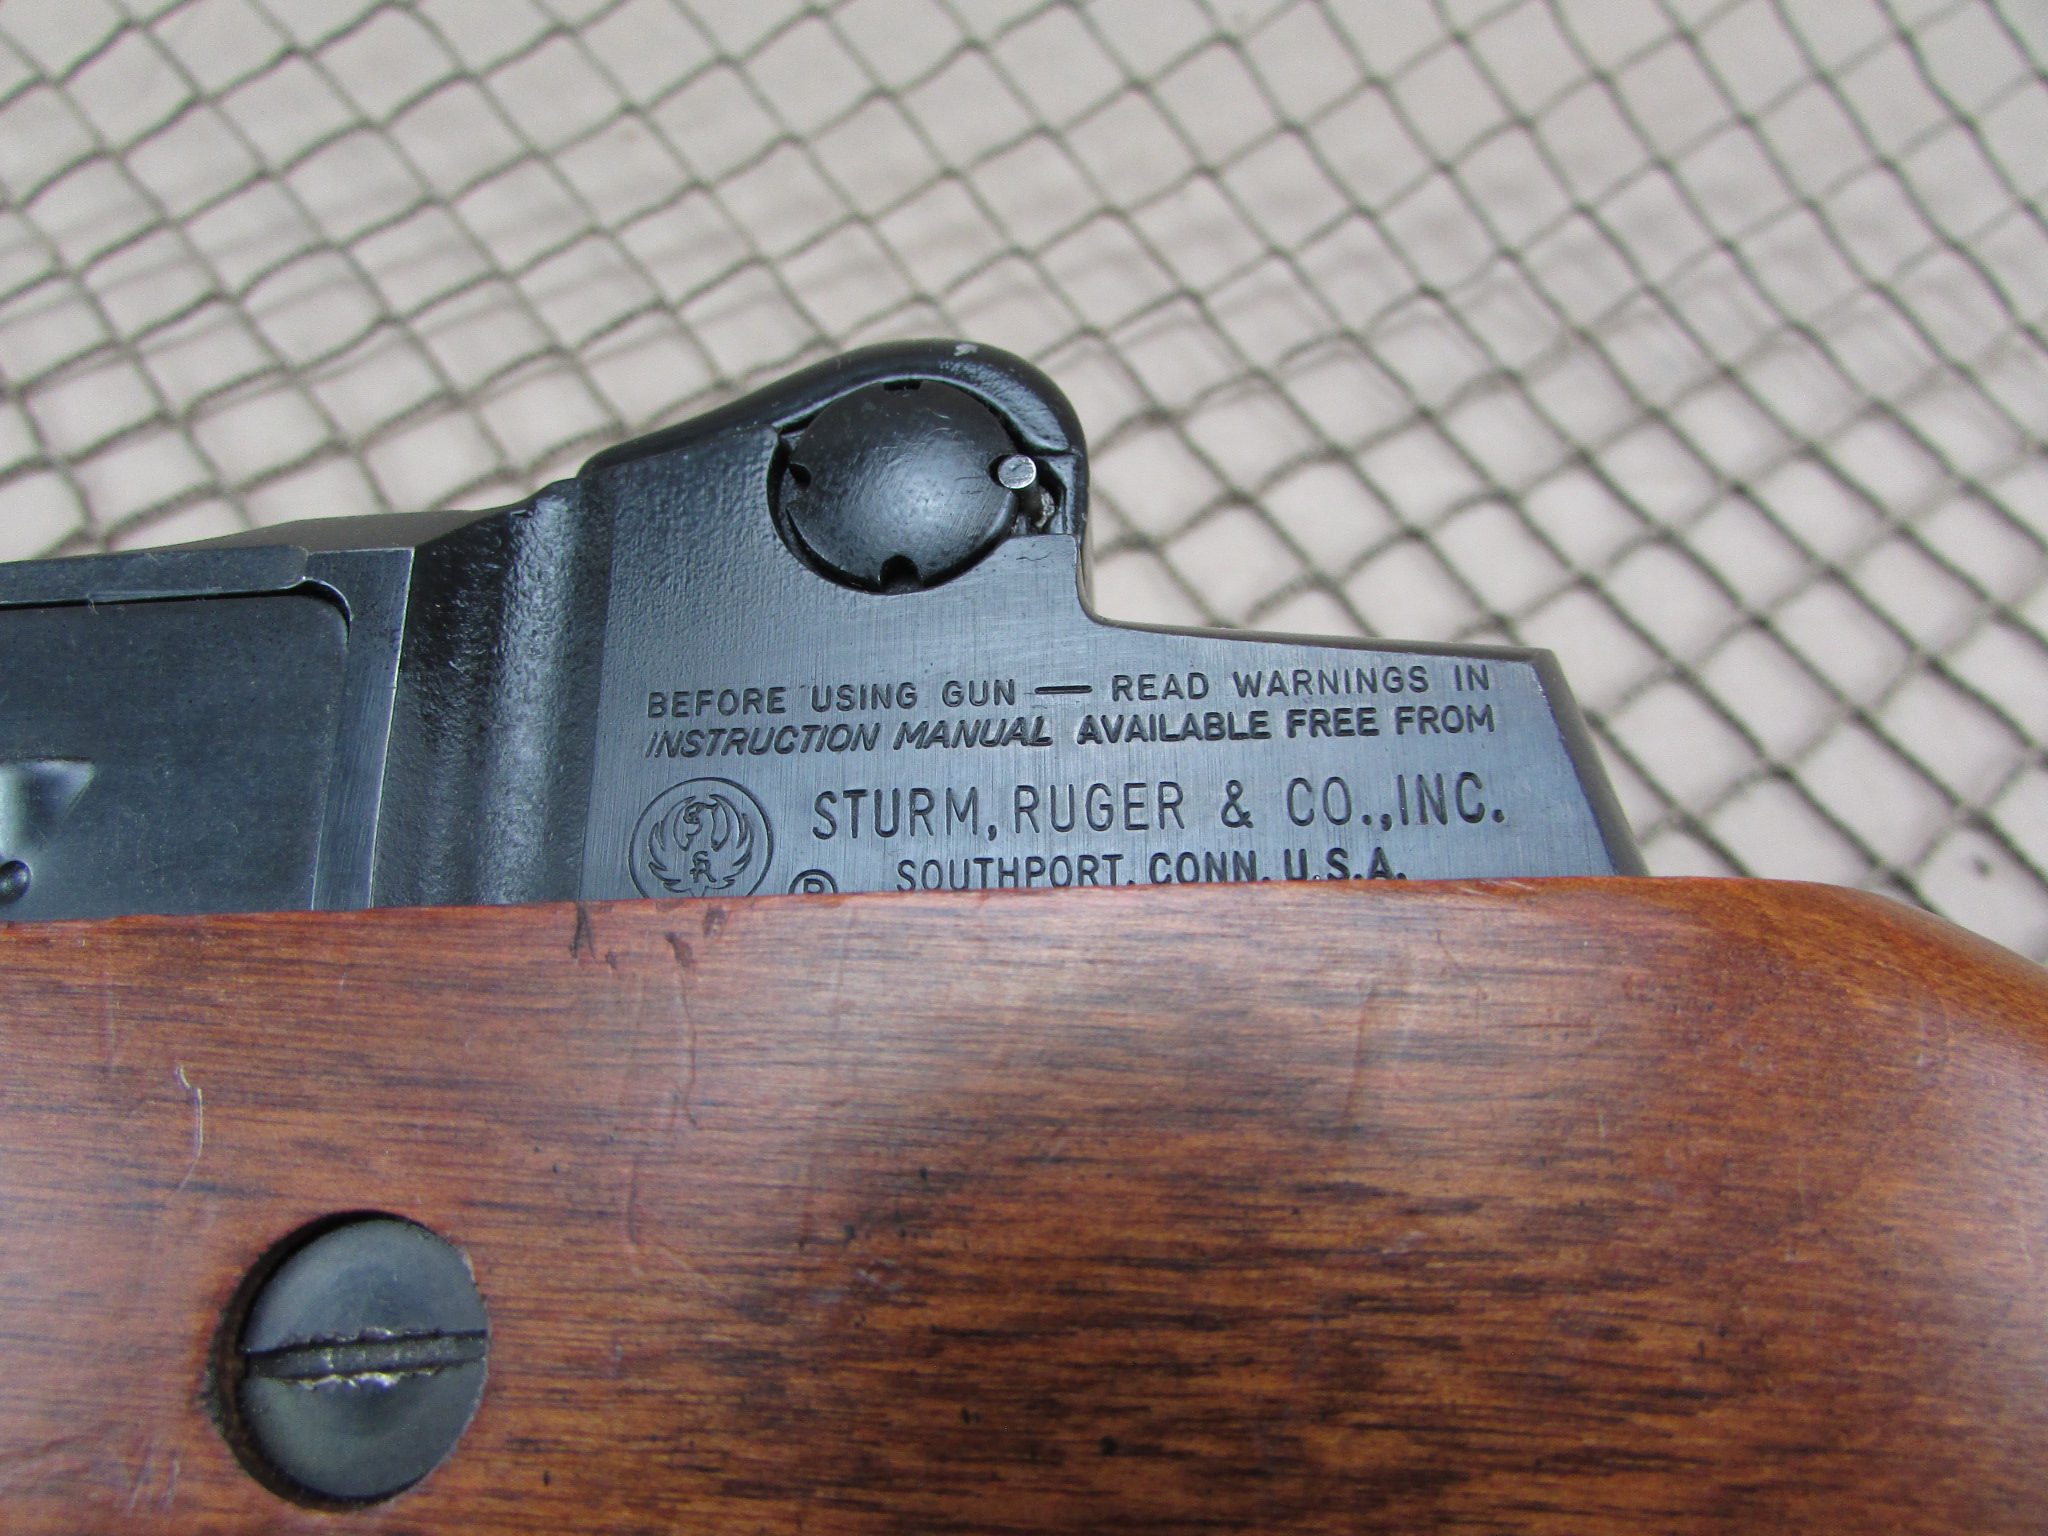 BEFORE USING GUN — READ WARNINGS IN
INSTRUCTION MANUAL AVAILABLE FREE FROM
STURM, RUGER & CO., INC.
® SOUTHPORT, CONN. U.S.A.